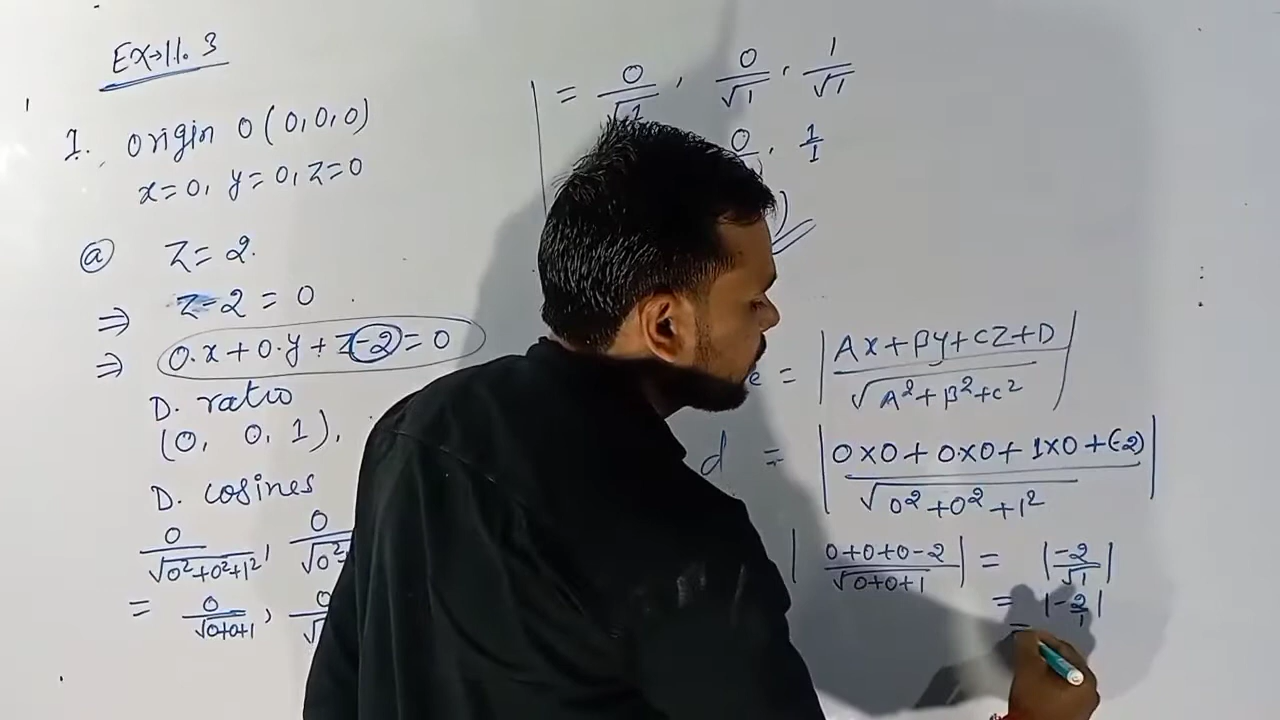 Ex→11.3
1. origin O(0,0,0)
x=0, y=0, z=0
ⓐ z=2.
⇒ z-2=0
⇒ 0.x+0.y+z-2=0
D. ratio
(0, 0, 1),
D. cosines
0/√0²+0²+1², 0/√0²
= 0/√0+0+1, 0/√
= 0/√1, 0/√1, 1/√1
0, 1/1
)
e = |Ax+By+Cz+D/√A²+B²+C²|
d = |0×0+0×0+1×0+(-2)/√0²+0²+1²|
|0+0+0-2/√0+0+1| = |-2/√1|
= |-2/1|
=